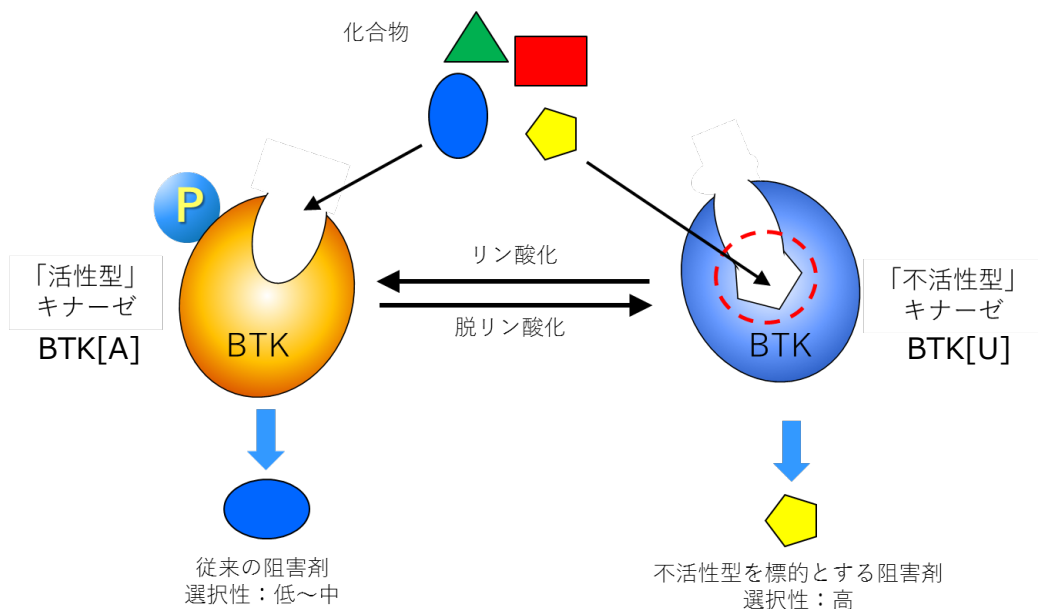 化合物
P
リン酸化
脱リン酸化
「活性型」
キナーゼ
BTK[A]
BTK
BTK
「不活性型」
キナーゼ
BTK[U]
従来の阻害剤
選択性：低～中
不活性型を標的とする阻害剤
選択性：高